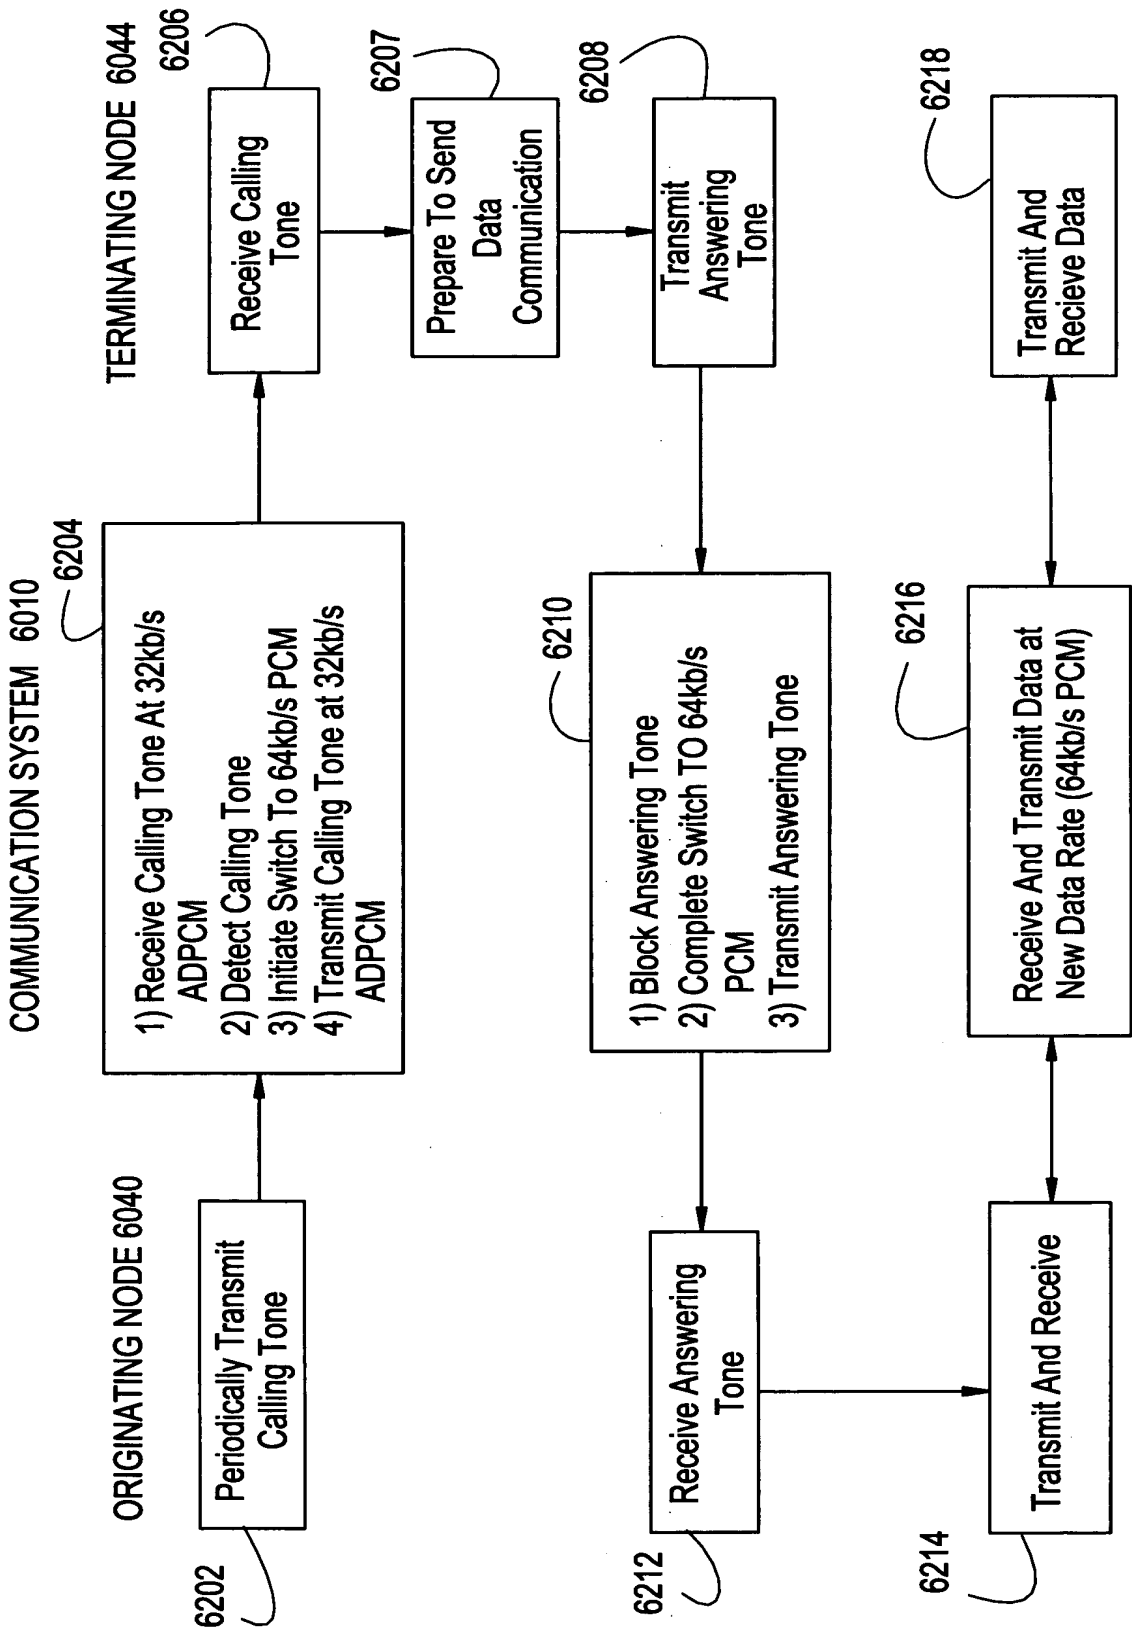 ORIGINATING NODE 6040
COMMUNICATION SYSTEM 6010
TERMINATING NODE 6044
6202
Periodically Transmit
Calling Tone
6204
1) Receive Calling Tone At 32kb/s
ADPCM
2) Detect Calling Tone
3) Initiate Switch To 64kb/s PCM
4) Transmit Calling Tone at 32kb/s
ADPCM
6206
Receive Calling
Tone
6207
Prepare To Send
Data
Communication
6208
Transmit
Answering
Tone
6210
1) Block Answering Tone
2) Complete Switch TO 64kb/s
PCM
3) Transmit Answering Tone
6212
Receive Answering
Tone
6214
Transmit And Receive
6216
Receive And Transmit Data at
New Data Rate (64kb/s PCM)
6218
Transmit And
Recieve Data